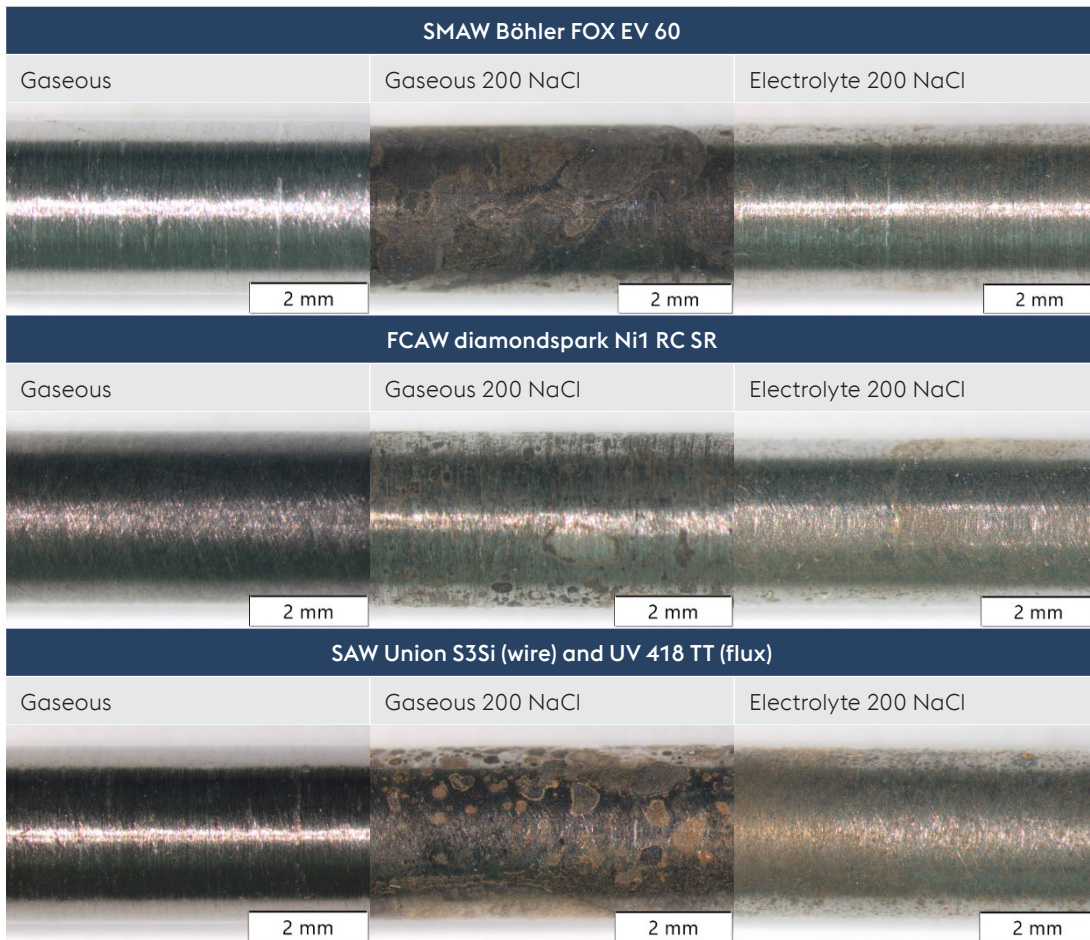 SMAW Böhler FOX EV 60
Gaseous
Gaseous 200 NaCl
Electrolyte 200 NaCl
2 mm
2 mm
2 mm
FCAW diamondspark Ni1 RC SR
Gaseous
Gaseous 200 NaCl
Electrolyte 200 NaCl
2 mm
2 mm
2 mm
SAW Union S3Si (wire) and UV 418 TT (flux)
Gaseous
Gaseous 200 NaCl
Electrolyte 200 NaCl
2 mm
2 mm
2 mm